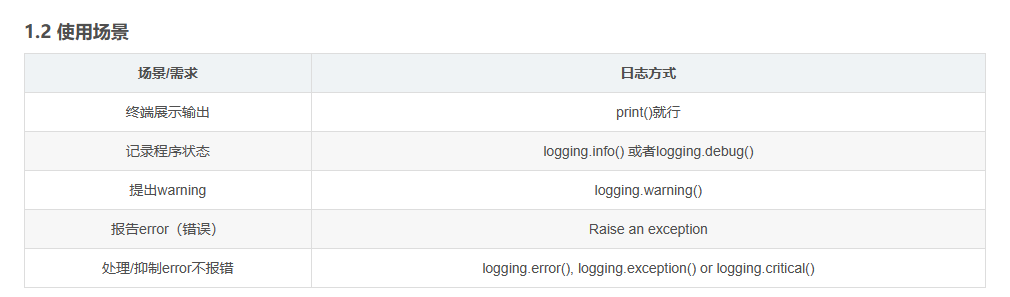 1.2 使用场景
场景/需求 日志方式
终端展示输出 print()就行
记录程序状态 logging.info() 或者logging.debug()
提出warning logging.warning()
报告error（错误） Raise an exception
处理/抑制error不报错 logging.error(), logging.exception() or logging.critical()